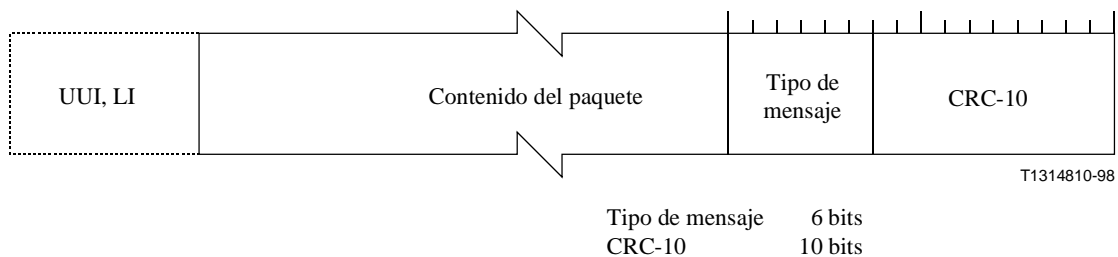 UUI, LI
Contenido del paquete
Tipo de
mensaje
CRC-10
T1314810-98
Tipo de mensaje 6 bits
CRC-10 10 bits